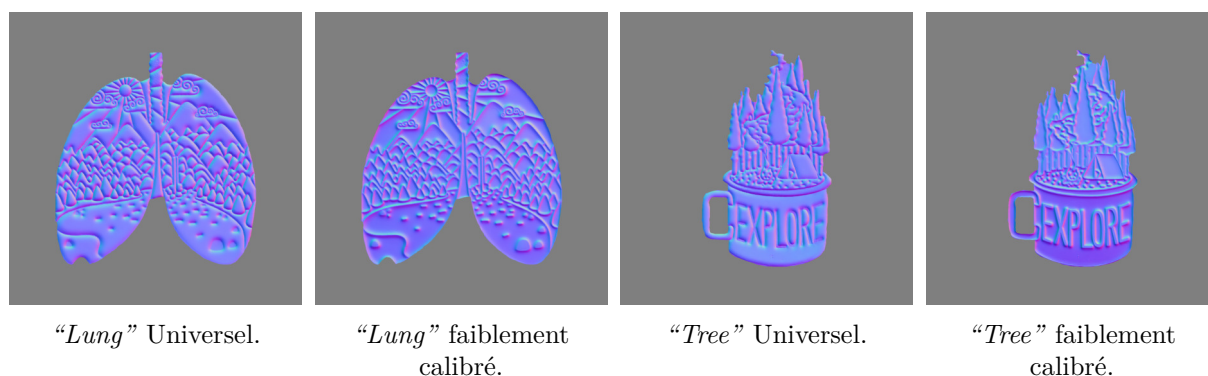 EXPLORE
EXPLORE
“Lung” Universel.
“Lung” faiblement
calibré.
“Tree” Universel.
“Tree” faiblement
calibré.